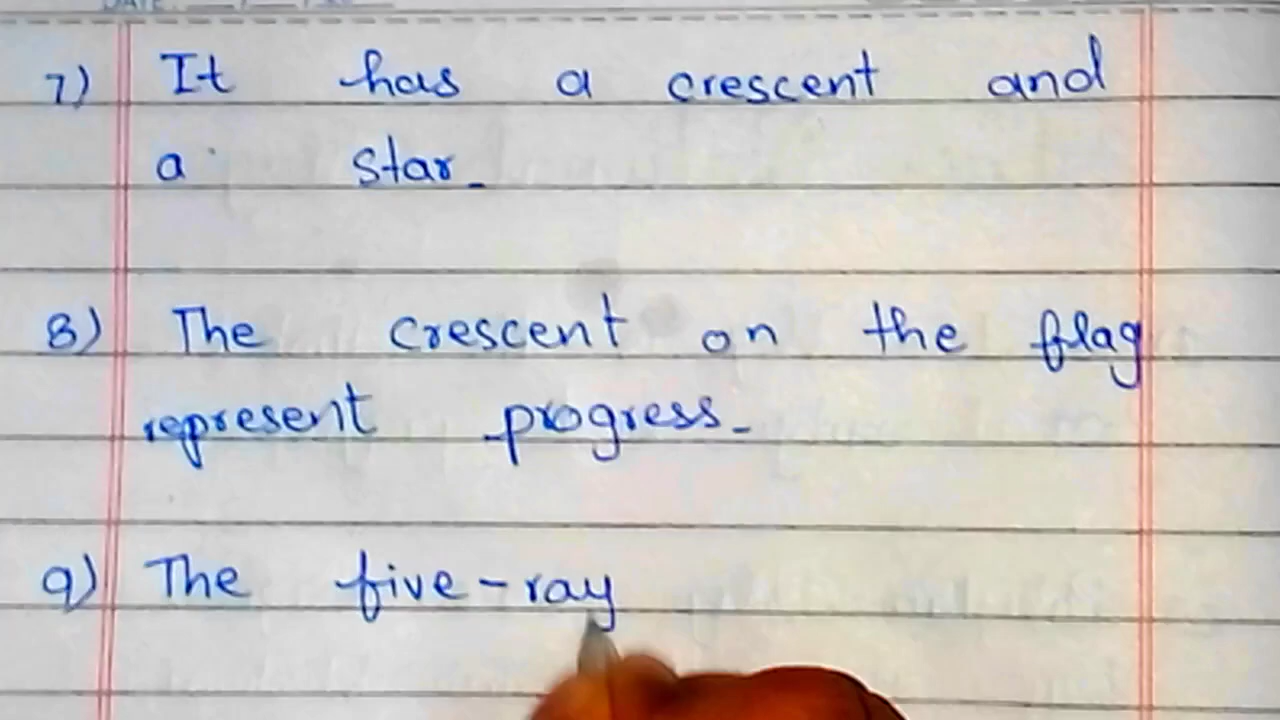 7) It has a crescent and
a star.
8) The crescent on the flag
represent progress.
9) The five-ray